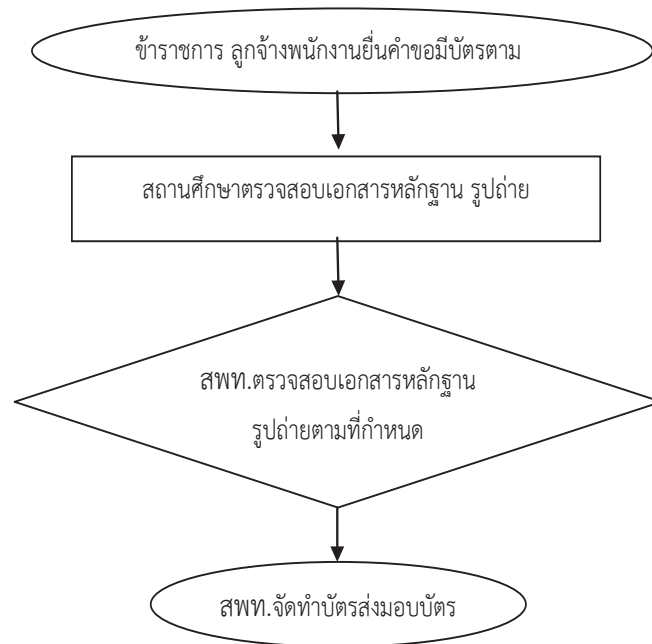 ข้าราชการ ลูกจ้างพนักงานยื่นคำขอมีบัตรตาม
สถานศึกษาตรวจสอบเอกสารหลักฐาน รูปถ่าย
สพท.ตรวจสอบเอกสารหลักฐาน
รูปถ่ายตามที่กำหนด
สพท.จัดทำบัตรส่งมอบบัตร